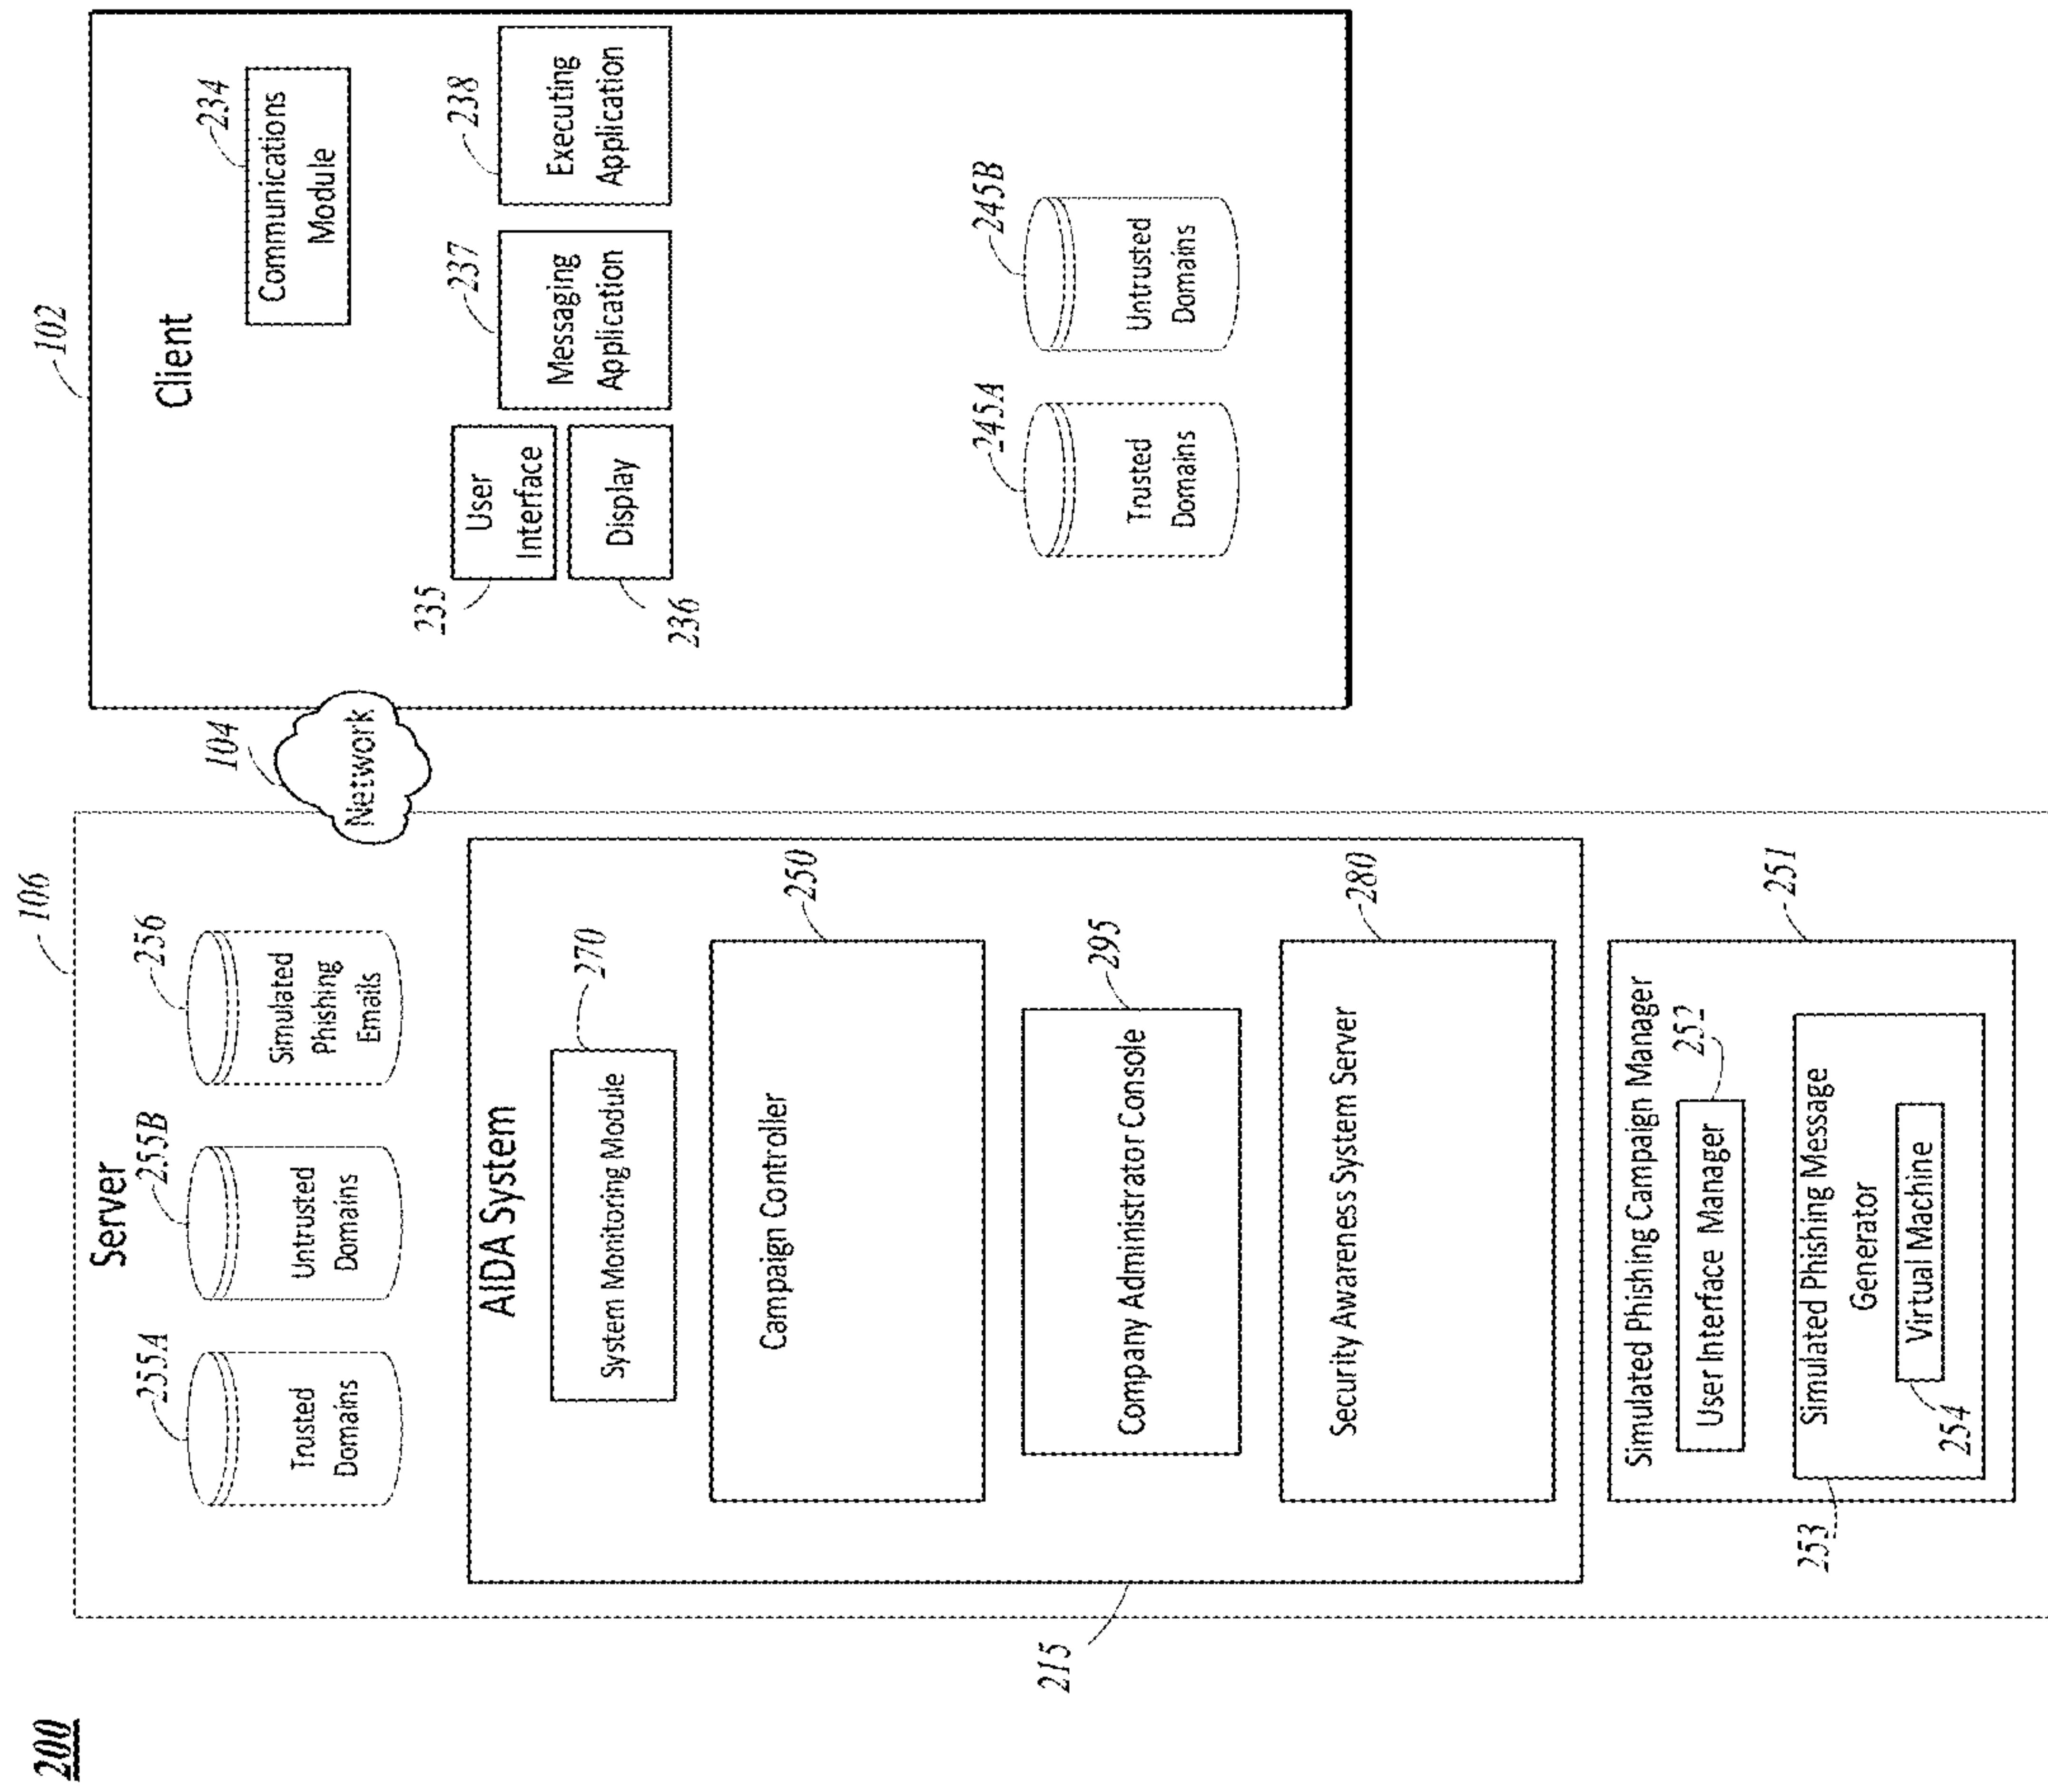 200
106
Server
255A
Trusted
Domains
255B
Untrusted
Domains
256
Simulated
Phishing
Emails
104
Network
AIDA System
215
System Monitoring Module
270
Campaign Controller
250
Company Administrator Console
295
Security Awareness System Server
280
Simulated Phishing Campaign Manager
251
User Interface Manager
252
Simulated Phishing Message
Generator
253
Virtual Machine
254
102
Client
Communications
Module
234
235
User
Interface
Display
236
237
Messaging
Application
238
Executing
Application
245A
Trusted
Domains
245B
Untrusted
Domains